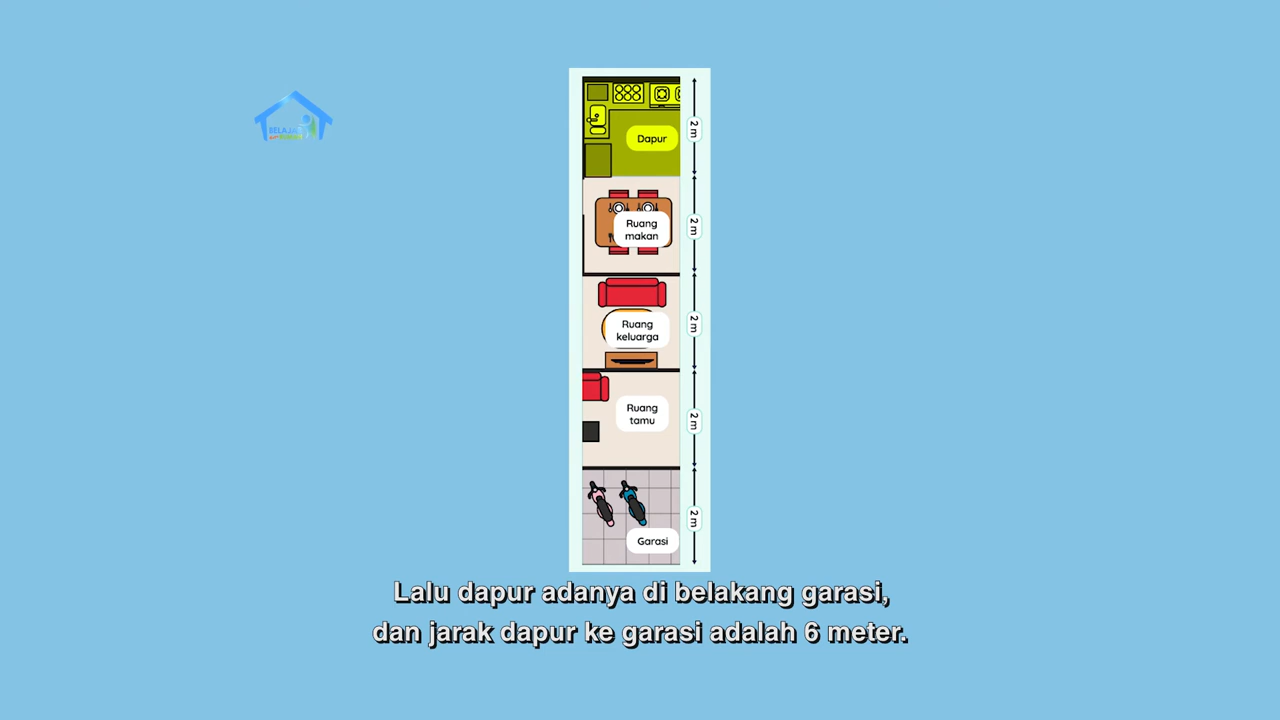 BELAJAR
Dapur
2 m
Ruang
makan
2 m
Ruang
keluarga
2 m
Ruang
tamu
2 m
Garasi
2 m
Lalu dapur adanya di belakang garasi,
dan jarak dapur ke garasi adalah 6 meter.